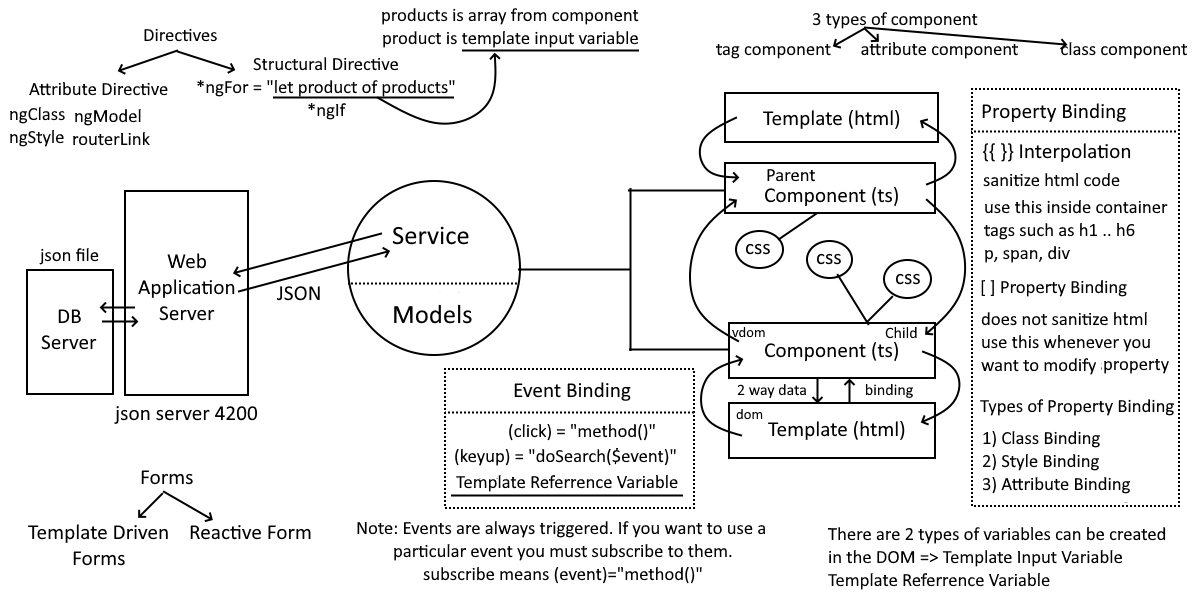 products is array from component
product is template input variable
Directives
Structural Directive
*ngFor = "let product of products"
*ngIf
Attribute Directive
ngClass ngModel
ngStyle routerLink
3 types of component
tag component
attribute component
class component
json file
DB
Server
Web
Application
Server
json server 4200
JSON
Service
Models
Template (html)
Parent
Component (ts)
css
css
css
vdom
Child
Component (ts)
2 way data
binding
dom
Template (html)
Property Binding
{{ }} Interpolation
sanitize html code
use this inside container
tags such as h1 .. h6
p, span, div
[ ] Property Binding
does not sanitize html
use this whenever you
want to modify property
Types of Property Binding
1) Class Binding
2) Style Binding
3) Attribute Binding
Event Binding
(click) = "method()"
(keyup) = "doSearch($event)"
Template Referrence Variable
Forms
Template Driven
Forms
Reactive Form
Note: Events are always triggered. If you want to use a
particular event you must subscribe to them.
subscribe means (event)="method()"
There are 2 types of variables can be created
in the DOM => Template Input Variable
Template Referrence Variable